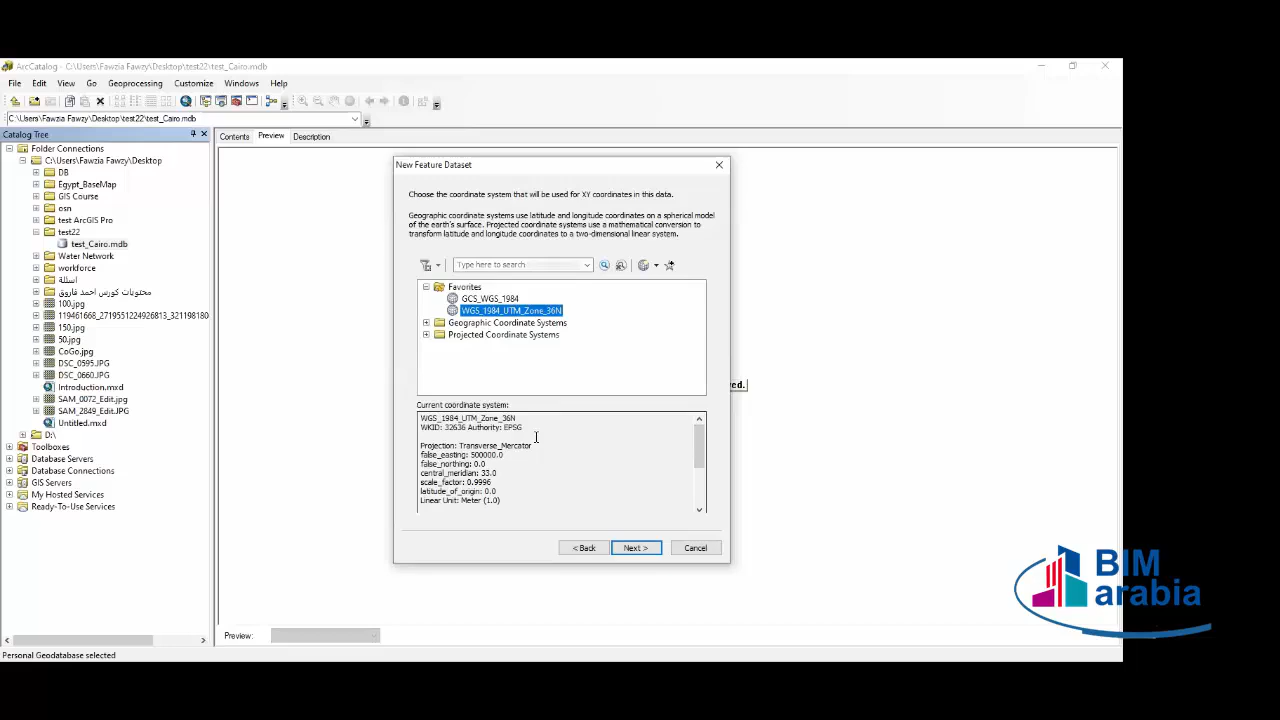 ArcCatalog - C:\Users\Fawzia Fawzy\Desktop\test22\test_Cairo.mdb
File Edit View Go Geoprocessing Customize Windows Help
C:\Users\Fawzia Fawzy\Desktop\test22\test_Cairo.mdb
Catalog Tree
Folder Connections
C:\Users\Fawzia Fawzy\Desktop
DB
Egypt_BaseMap
GIS Course
osn
test ArcGIS Pro
test22
test_Cairo.mdb
Water Network
workforce
اسئلة
محتويات كورس احمد فاروق
100.jpg
119461668_2719551224926813_321198180
150.jpg
50.jpg
CoGo.jpg
DSC_0595.JPG
DSC_0660.JPG
Introduction.mxd
SAM_0072_Edit.jpg
SAM_2849_Edit.JPG
Untitled.mxd
D:\
Toolboxes
Database Servers
Database Connections
GIS Servers
My Hosted Services
Ready-To-Use Services
Contents Preview Description
New Feature Dataset
Choose the coordinate system that will be used for XY coordinates in this data.
Geographic coordinate systems use latitude and longitude coordinates on a spherical model
of the earth's surface. Projected coordinate systems use a mathematical conversion to
transform latitude and longitude coordinates to a two-dimensional linear system.
Type here to search
Favorites
GCS_WGS_1984
WGS_1984_UTM_Zone_36N
Geographic Coordinate Systems
Projected Coordinate Systems
Current coordinate system:
WGS_1984_UTM_Zone_36N
WKID: 32636 Authority: EPSG
Projection: Transverse_Mercator
false_easting: 500000.0
false_northing: 0.0
central_meridian: 33.0
scale_factor: 0.9996
latitude_of_origin: 0.0
Linear Unit: Meter (1.0)
< Back Next > Cancel
Preview:
Personal Geodatabase selected
BIM
arabia